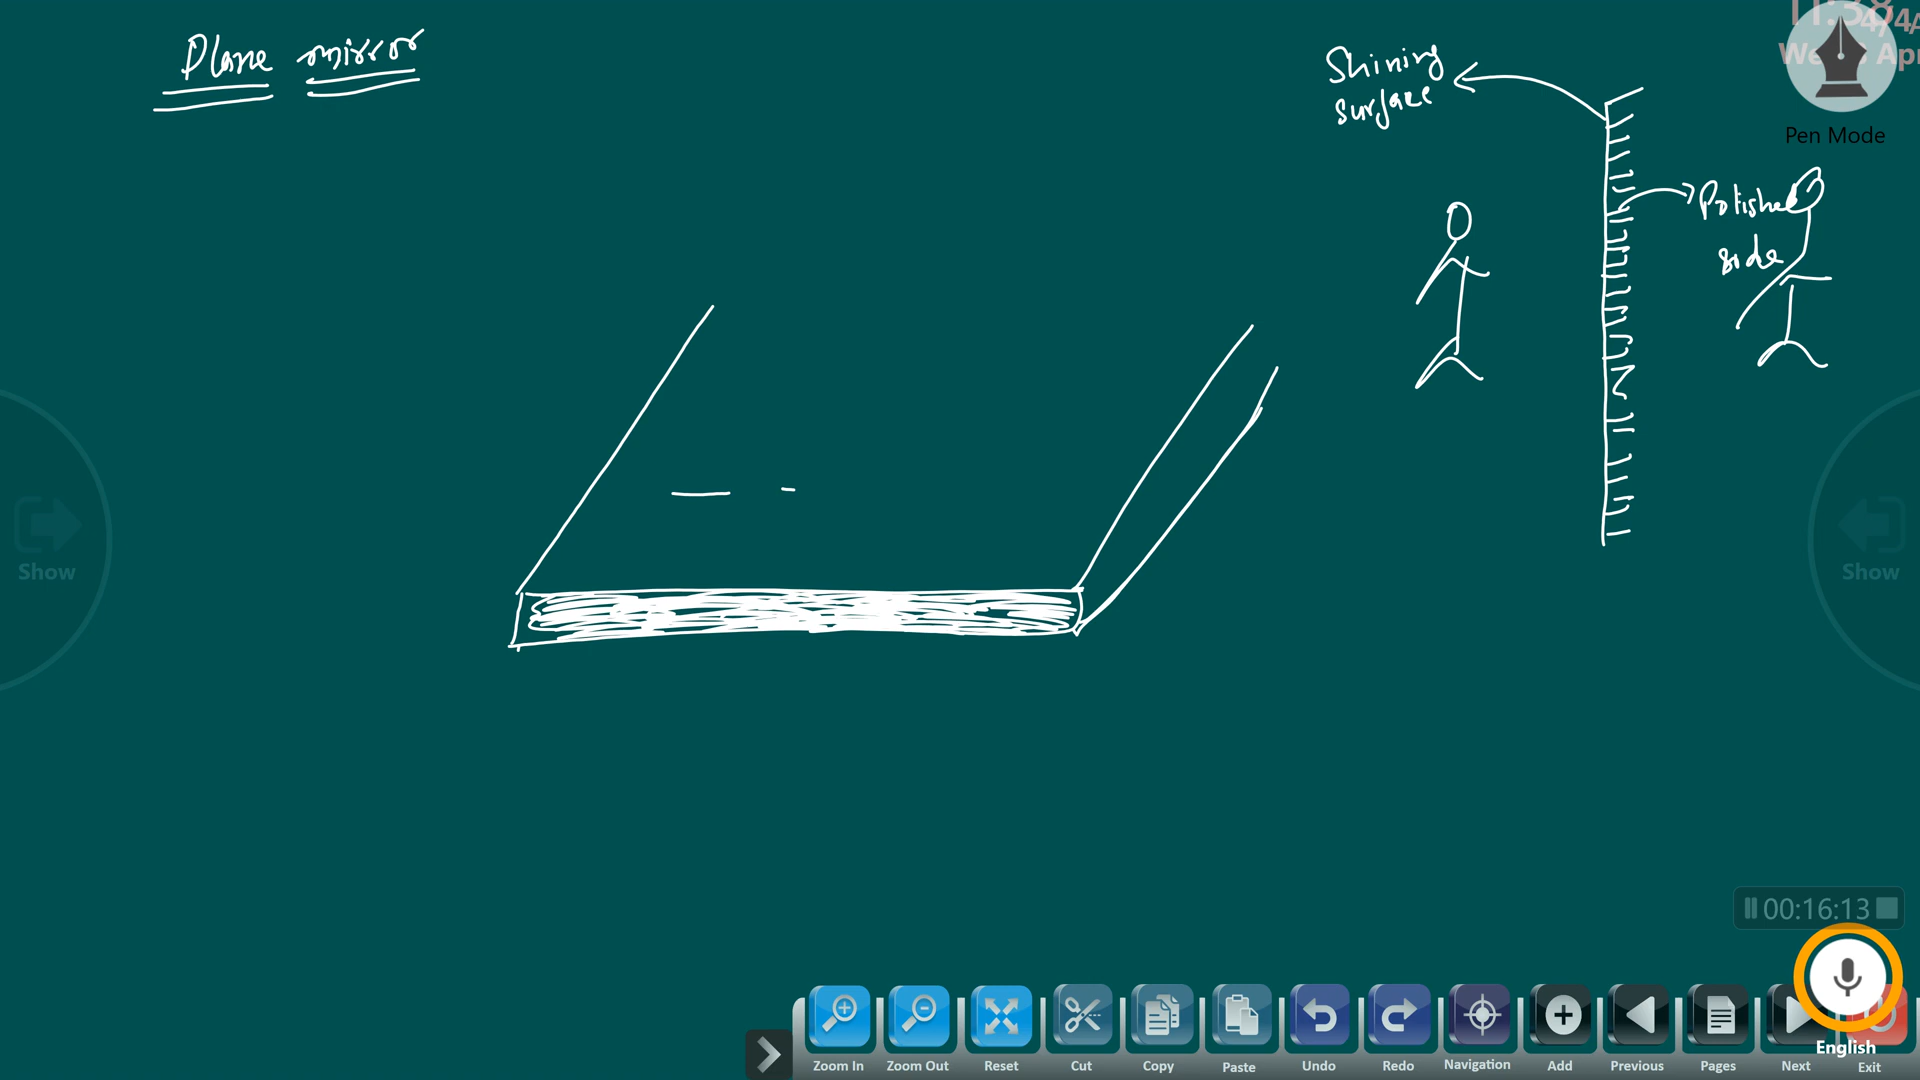 Plane mirror
Shining
surface
Pen Mode
Polished
side
Show
Show
00:16:13
Zoom In
Zoom Out
Reset
Cut
Copy
Paste
Undo
Redo
Navigation
Add
Previous
Pages
Next
English
Exit